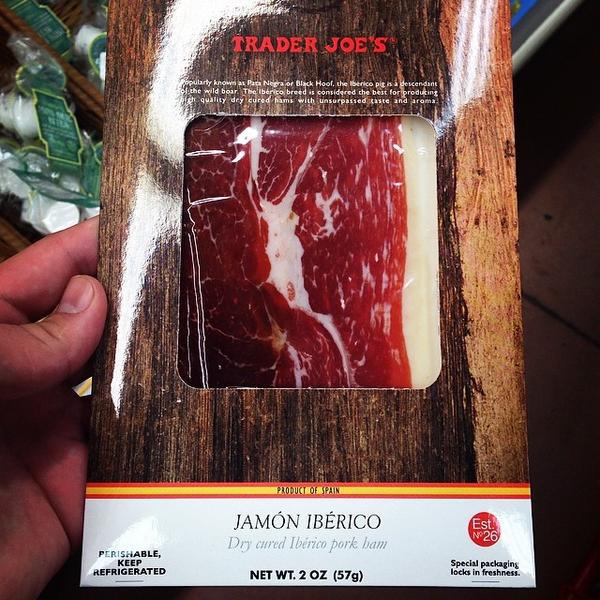 TRADER JOE'S
Popularly known as Pata Negra or Black Hoof, the Ibérico pig is a descendant
of the wild boar. The Ibérico breed is considered the best for producing
high quality dry cured hams with unsurpassed taste and aroma.
PRODUCT OF SPAIN
JAMÓN IBÉRICO
Dry cured Ibérico pork ham
Est.
Nº26
PERISHABLE,
KEEP
REFRIGERATED
NET WT. 2 OZ (57g)
Special packaging
locks in freshness.